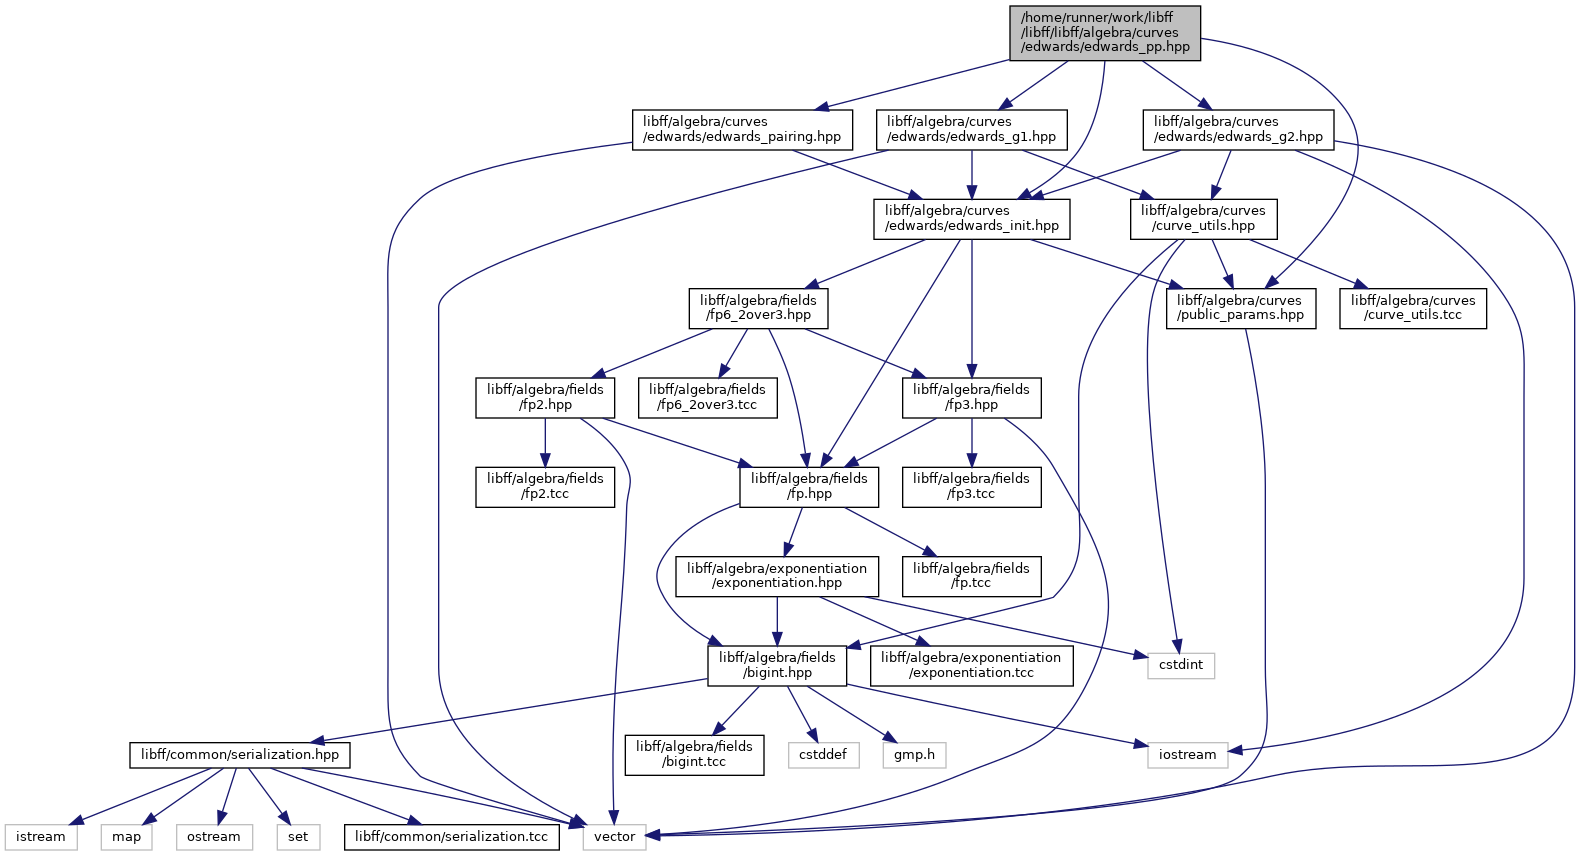 /home/runner/work/libff
/libff/libff/algebra/curves
/edwards/edwards_pp.hpp
libff/algebra/curves
/edwards/edwards_pairing.hpp
libff/algebra/curves
/edwards/edwards_g1.hpp
libff/algebra/curves
/edwards/edwards_g2.hpp
libff/algebra/curves
/edwards/edwards_init.hpp
libff/algebra/curves
/curve_utils.hpp
libff/algebra/fields
/fp6_2over3.hpp
libff/algebra/curves
/public_params.hpp
libff/algebra/curves
/curve_utils.tcc
libff/algebra/fields
/fp2.hpp
libff/algebra/fields
/fp6_2over3.tcc
libff/algebra/fields
/fp3.hpp
libff/algebra/fields
/fp2.tcc
libff/algebra/fields
/fp.hpp
libff/algebra/fields
/fp3.tcc
libff/algebra/exponentiation
/exponentiation.hpp
libff/algebra/fields
/fp.tcc
libff/algebra/fields
/bigint.hpp
libff/algebra/exponentiation
/exponentiation.tcc
cstdint
libff/common/serialization.hpp
libff/algebra/fields
/bigint.tcc
cstddef
gmp.h
iostream
istream
map
ostream
set
libff/common/serialization.tcc
vector